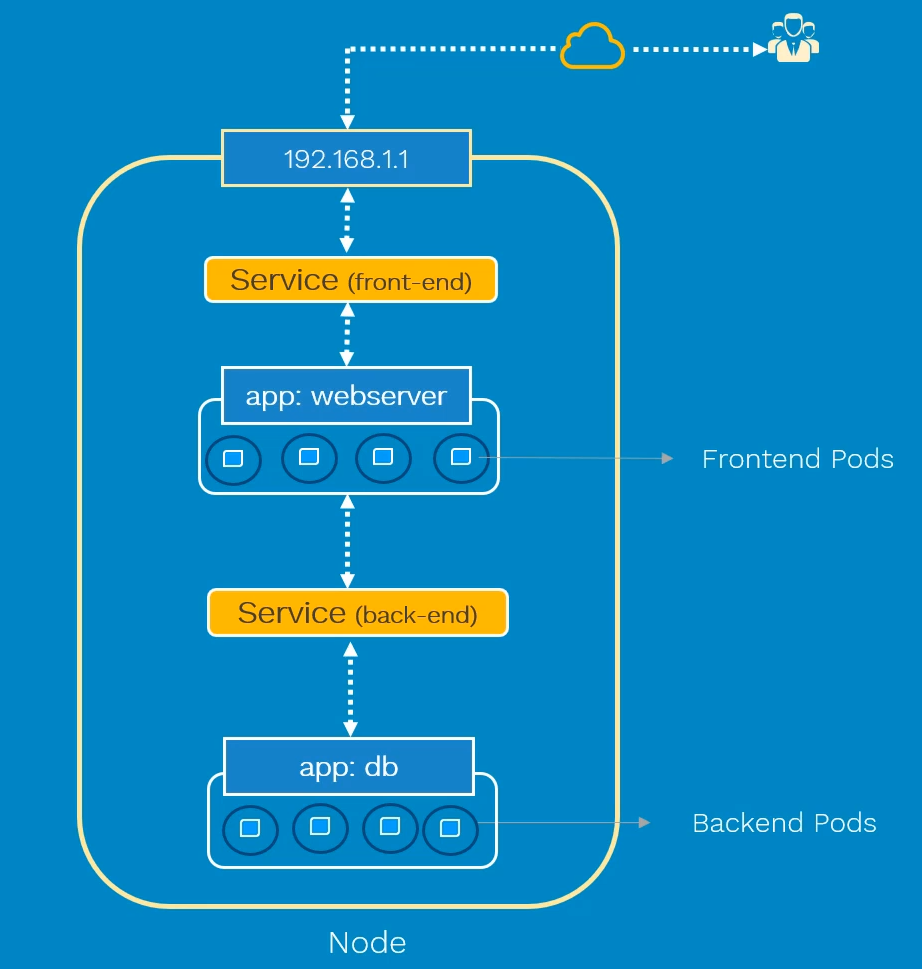 192.168.1.1
Service (front-end)
app: webserver
Frontend Pods
Service (back-end)
app: db
Backend Pods
Node